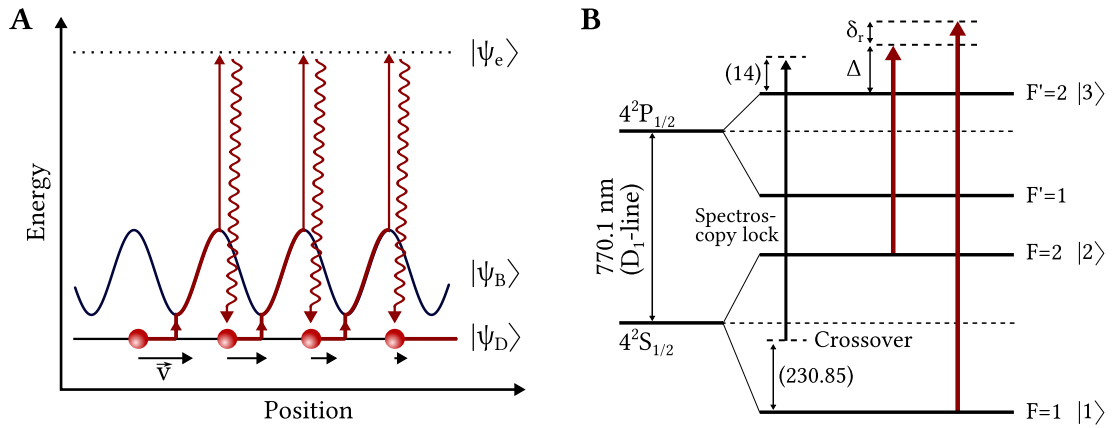 A
Energy
Position
|ψe⟩
|ψB⟩
|ψD⟩
v⃗
B
δr
Δ
(14)
F'=2 |3⟩
4²P1/2
F'=1
770.1 nm
(D₁-line)
Spectros-
copy lock
F=2 |2⟩
4²S1/2
Crossover
(230.85)
F=1 |1⟩